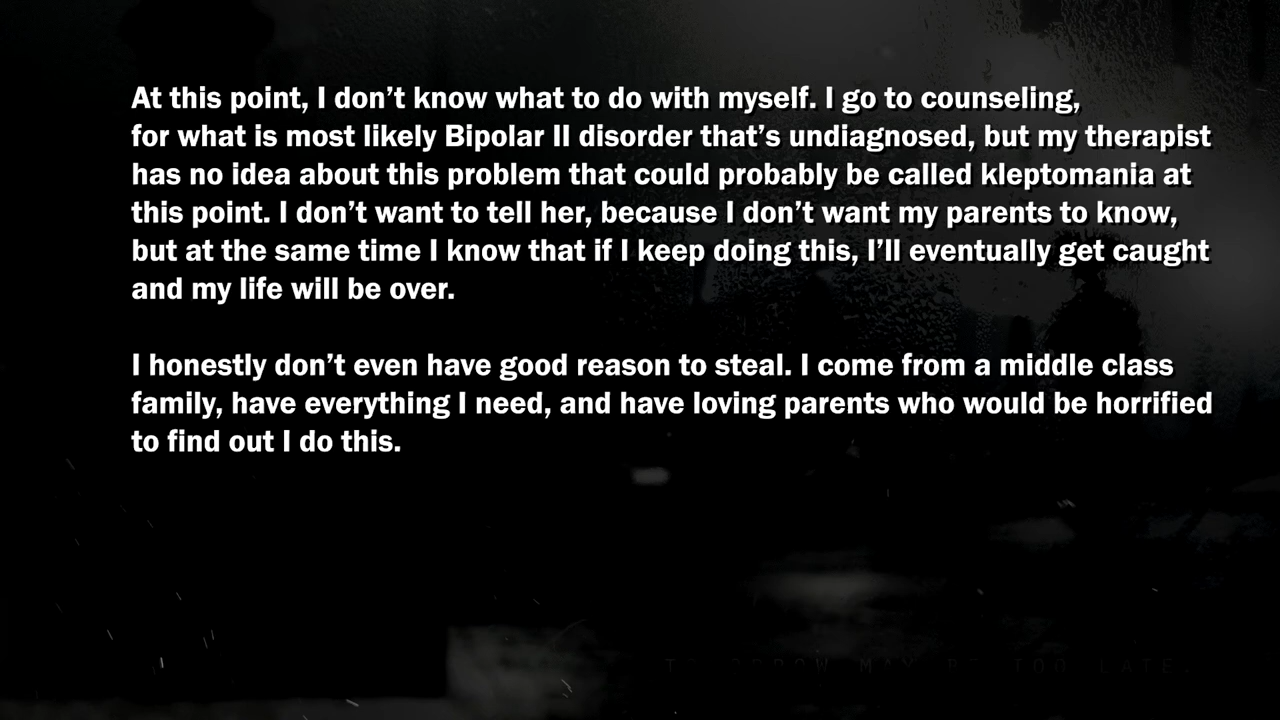 At this point, I don’t know what to do with myself. I go to counseling,
for what is most likely Bipolar II disorder that’s undiagnosed, but my therapist
has no idea about this problem that could probably be called kleptomania at
this point. I don’t want to tell her, because I don’t want my parents to know,
but at the same time I know that if I keep doing this, I’ll eventually get caught
and my life will be over.
I honestly don’t even have good reason to steal. I come from a middle class
family, have everything I need, and have loving parents who would be horrified
to find out I do this.
MAY TOO LATE.